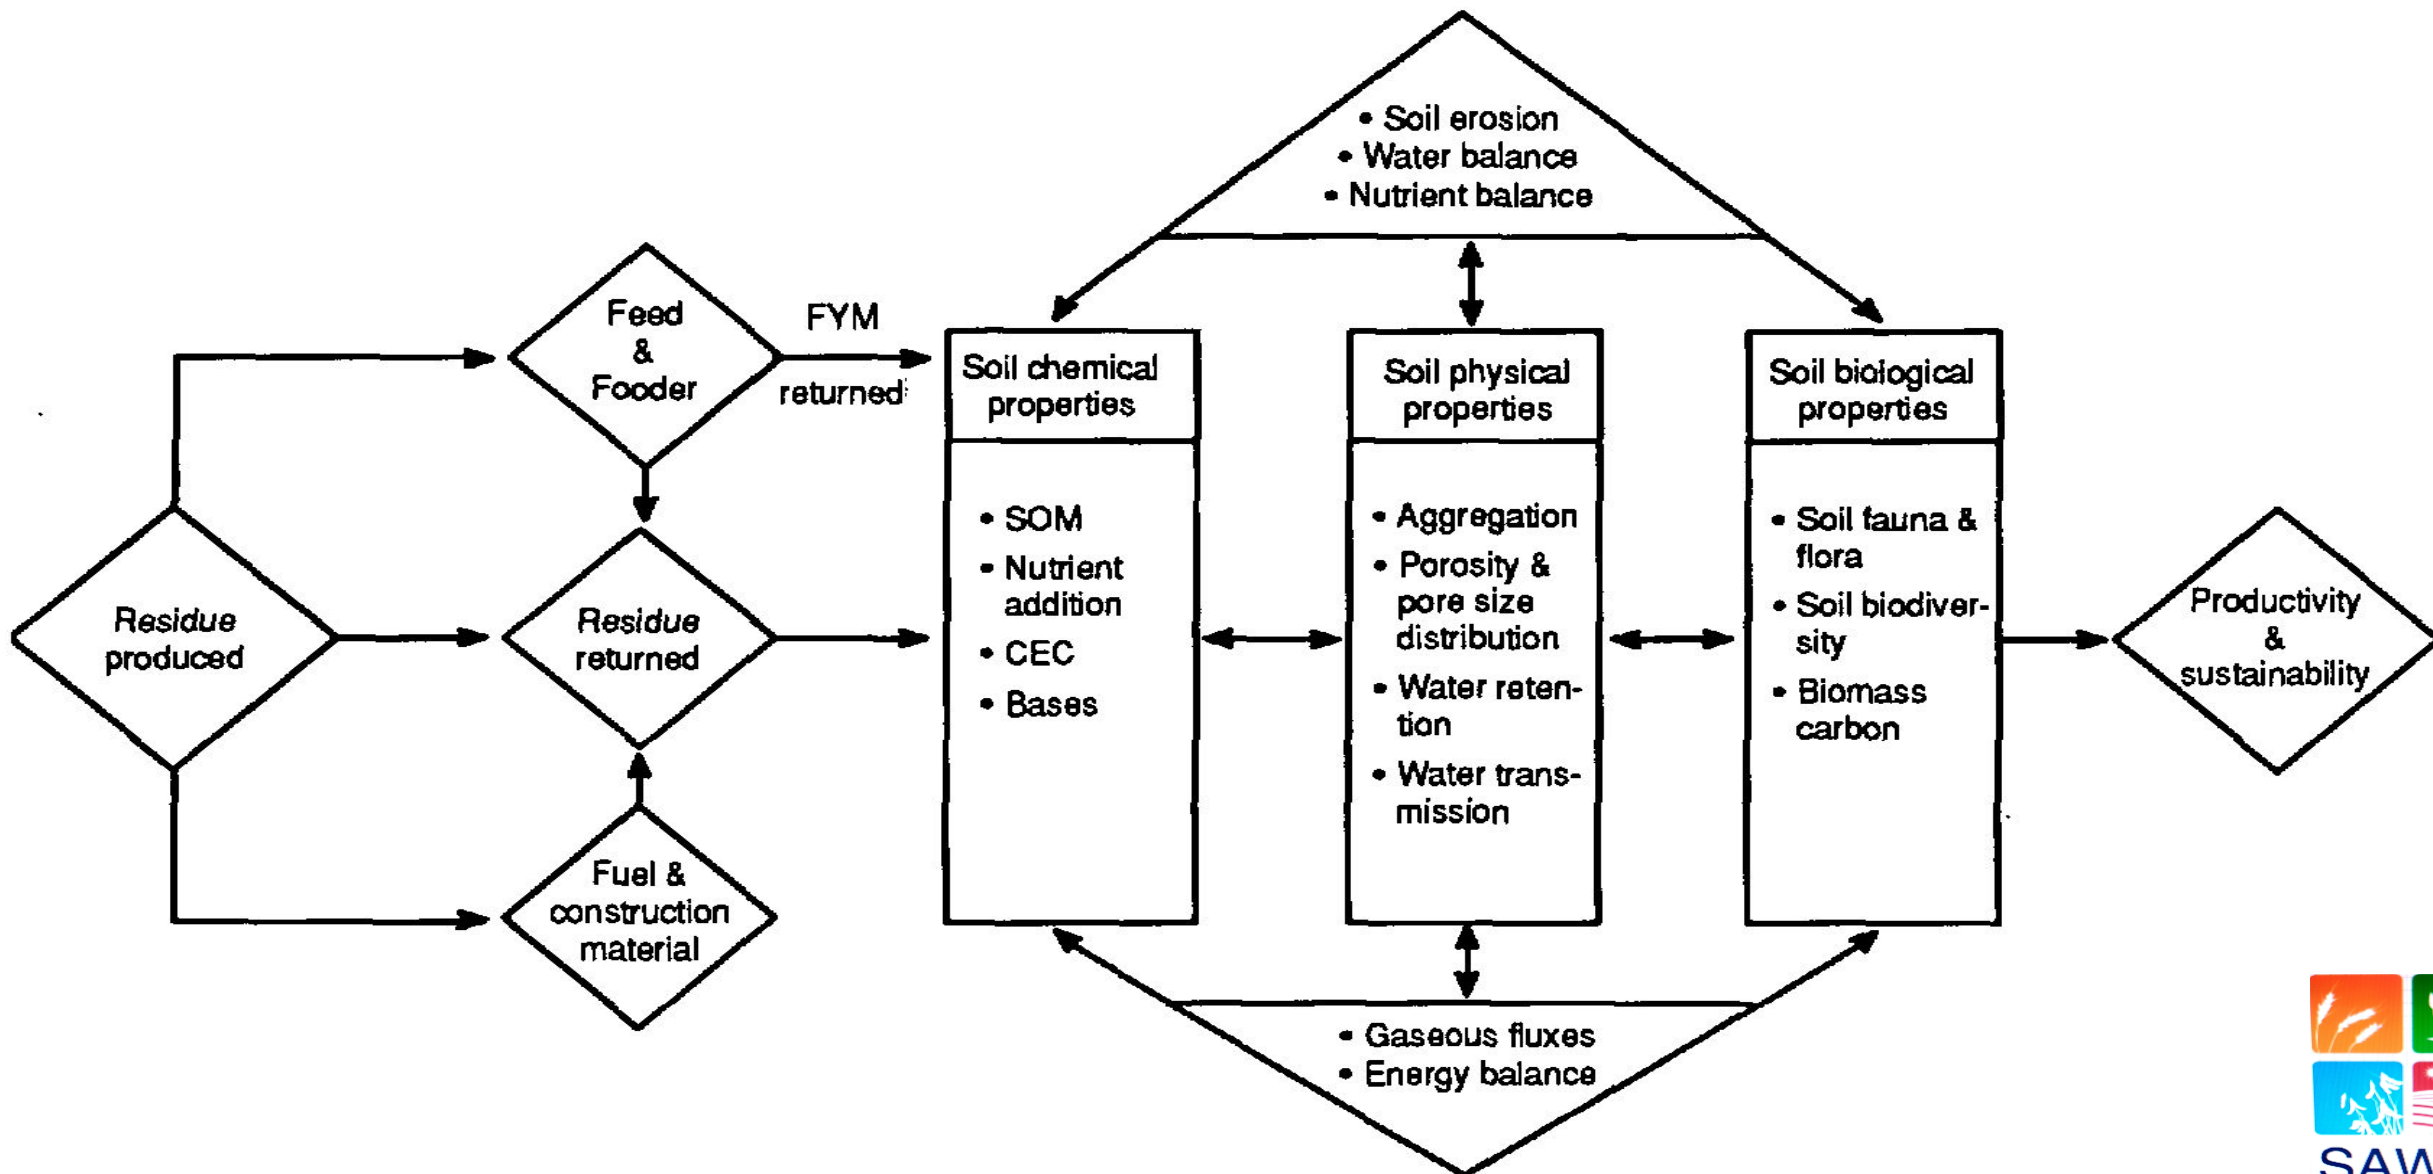 • Soil erosion
• Water balance
• Nutrient balance
Feed
&
Fooder
FYM
returned
Residue
produced
Residue
returned
Fuel &
construction
material
Soil chemical
properties
• SOM
• Nutrient
addition
• CEC
• Bases
Soil physical
properties
• Aggregation
• Porosity &
pore size
distribution
• Water reten-
tion
• Water trans-
mission
Soil biological
properties
• Soil fauna &
flora
• Soil biodiver-
sity
• Biomass
carbon
Productivity
&
sustainability
• Gaseous fluxes
• Energy balance